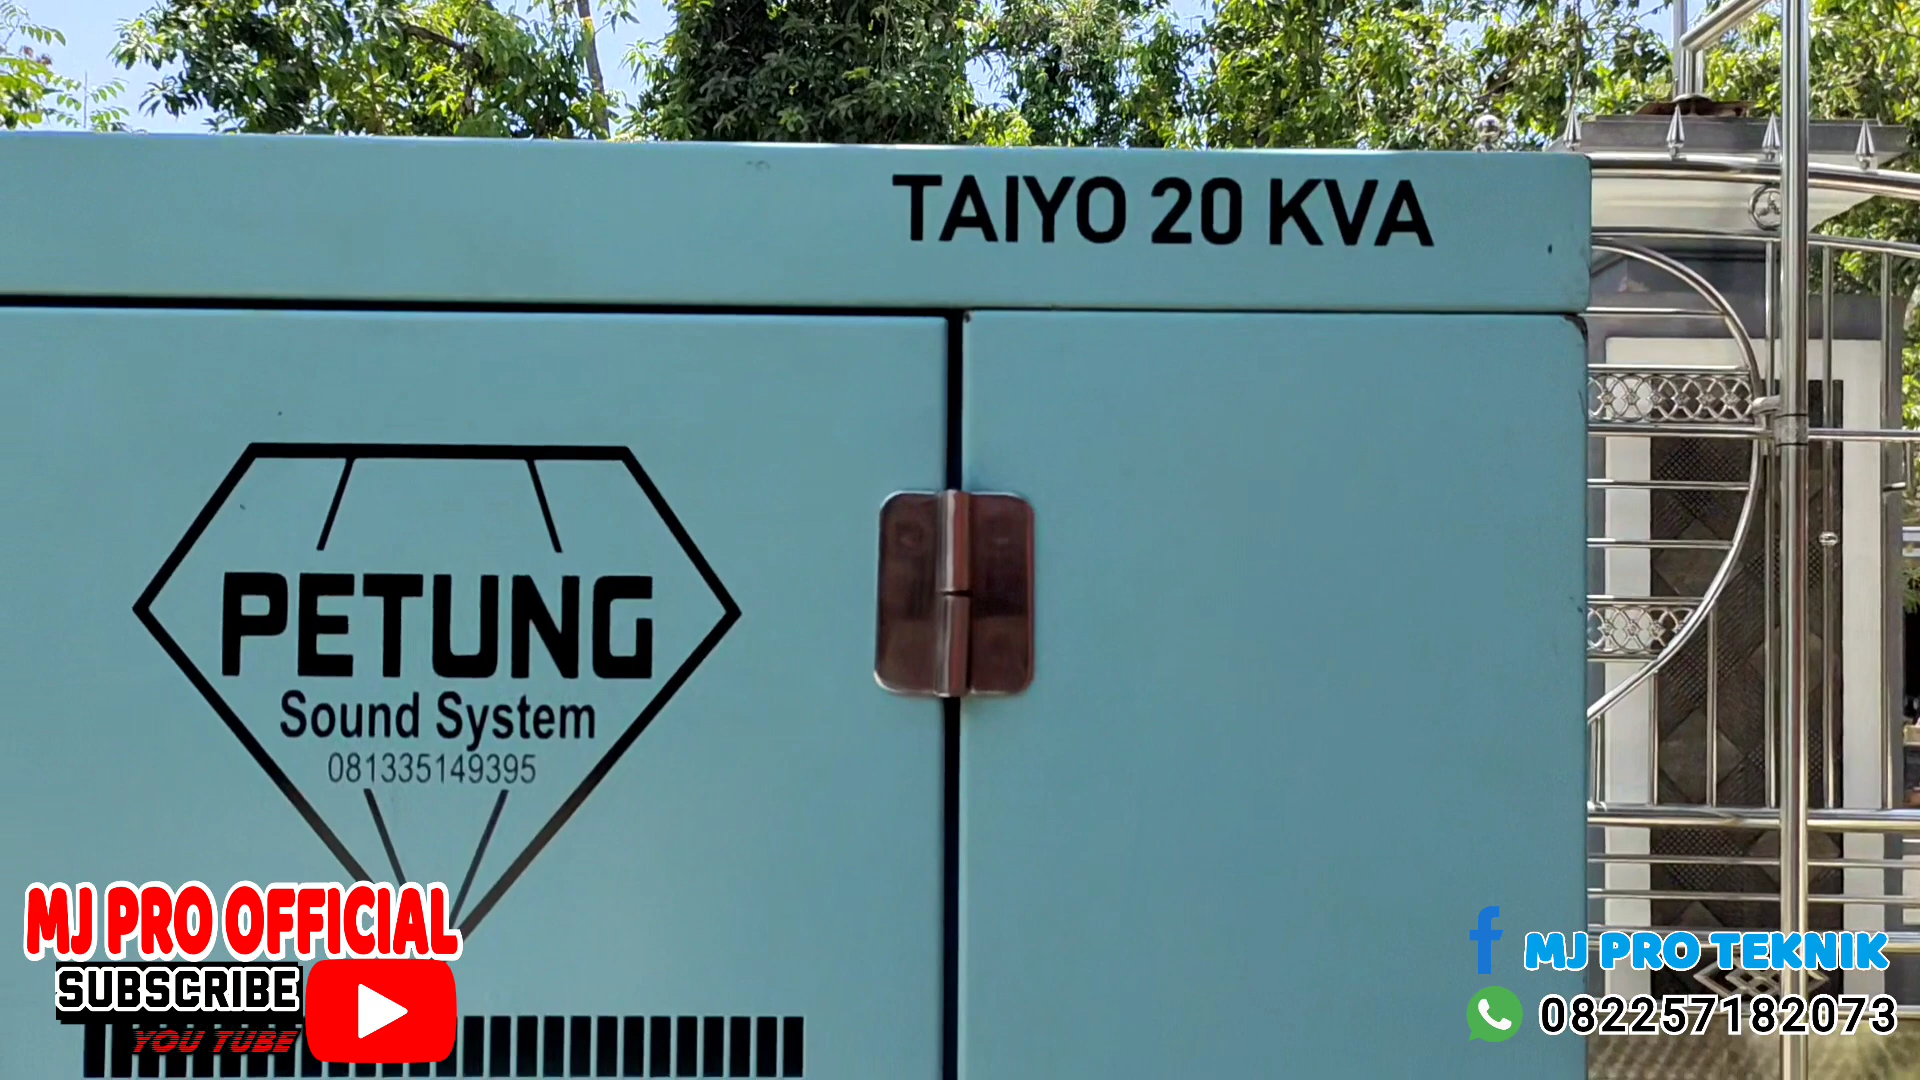 TAIYO 20 KVA
PETUNG
Sound System
081335149395
MJ PRO OFFICIAL
SUBSCRIBE
YOU TUBE
MJ PRO TEKNIK
082257182073